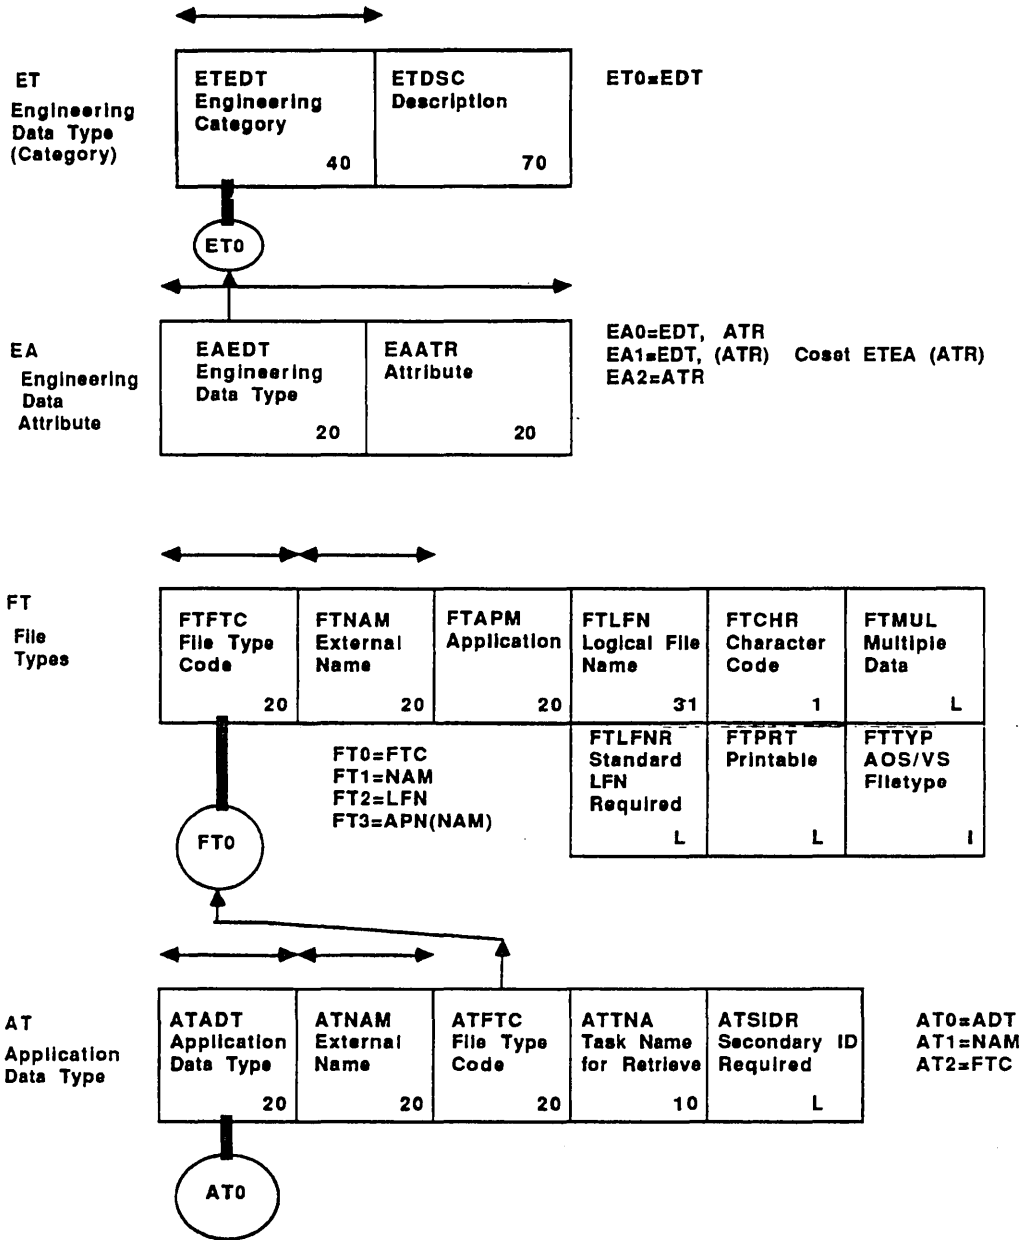 ET
Engineering
Data Type
(Category)
ETEDT
Engineering
Category
40
ETDSC
Description
70
ET0=EDT
ET0
EA
Engineering
Data
Attribute
EAEDT
Engineering
Data Type
20
EAATR
Attribute
20
EA0=EDT, ATR
EA1=EDT, (ATR) Coset ETEA (ATR)
EA2=ATR
FT
File
Types
FTFTC
File Type
Code
20
FTNAM
External
Name
20
FTAPM
Application
20
FTLFN
Logical File
Name
31
FTCHR
Character
Code
1
FTMUL
Multiple
Data
L
FTLFNR
Standard
LFN
Required
L
FTPRT
Printable
L
FTTYP
AOS/VS
Filetype
I
FT0=FTC
FT1=NAM
FT2=LFN
FT3=APN(NAM)
FT0
AT
Application
Data Type
ATADT
Application
Data Type
20
ATNAM
External
Name
20
ATFTC
File Type
Code
20
ATTNA
Task Name
for Retrieve
10
ATSIDR
Secondary ID
Required
L
AT0=ADT
AT1=NAM
AT2=FTC
AT0